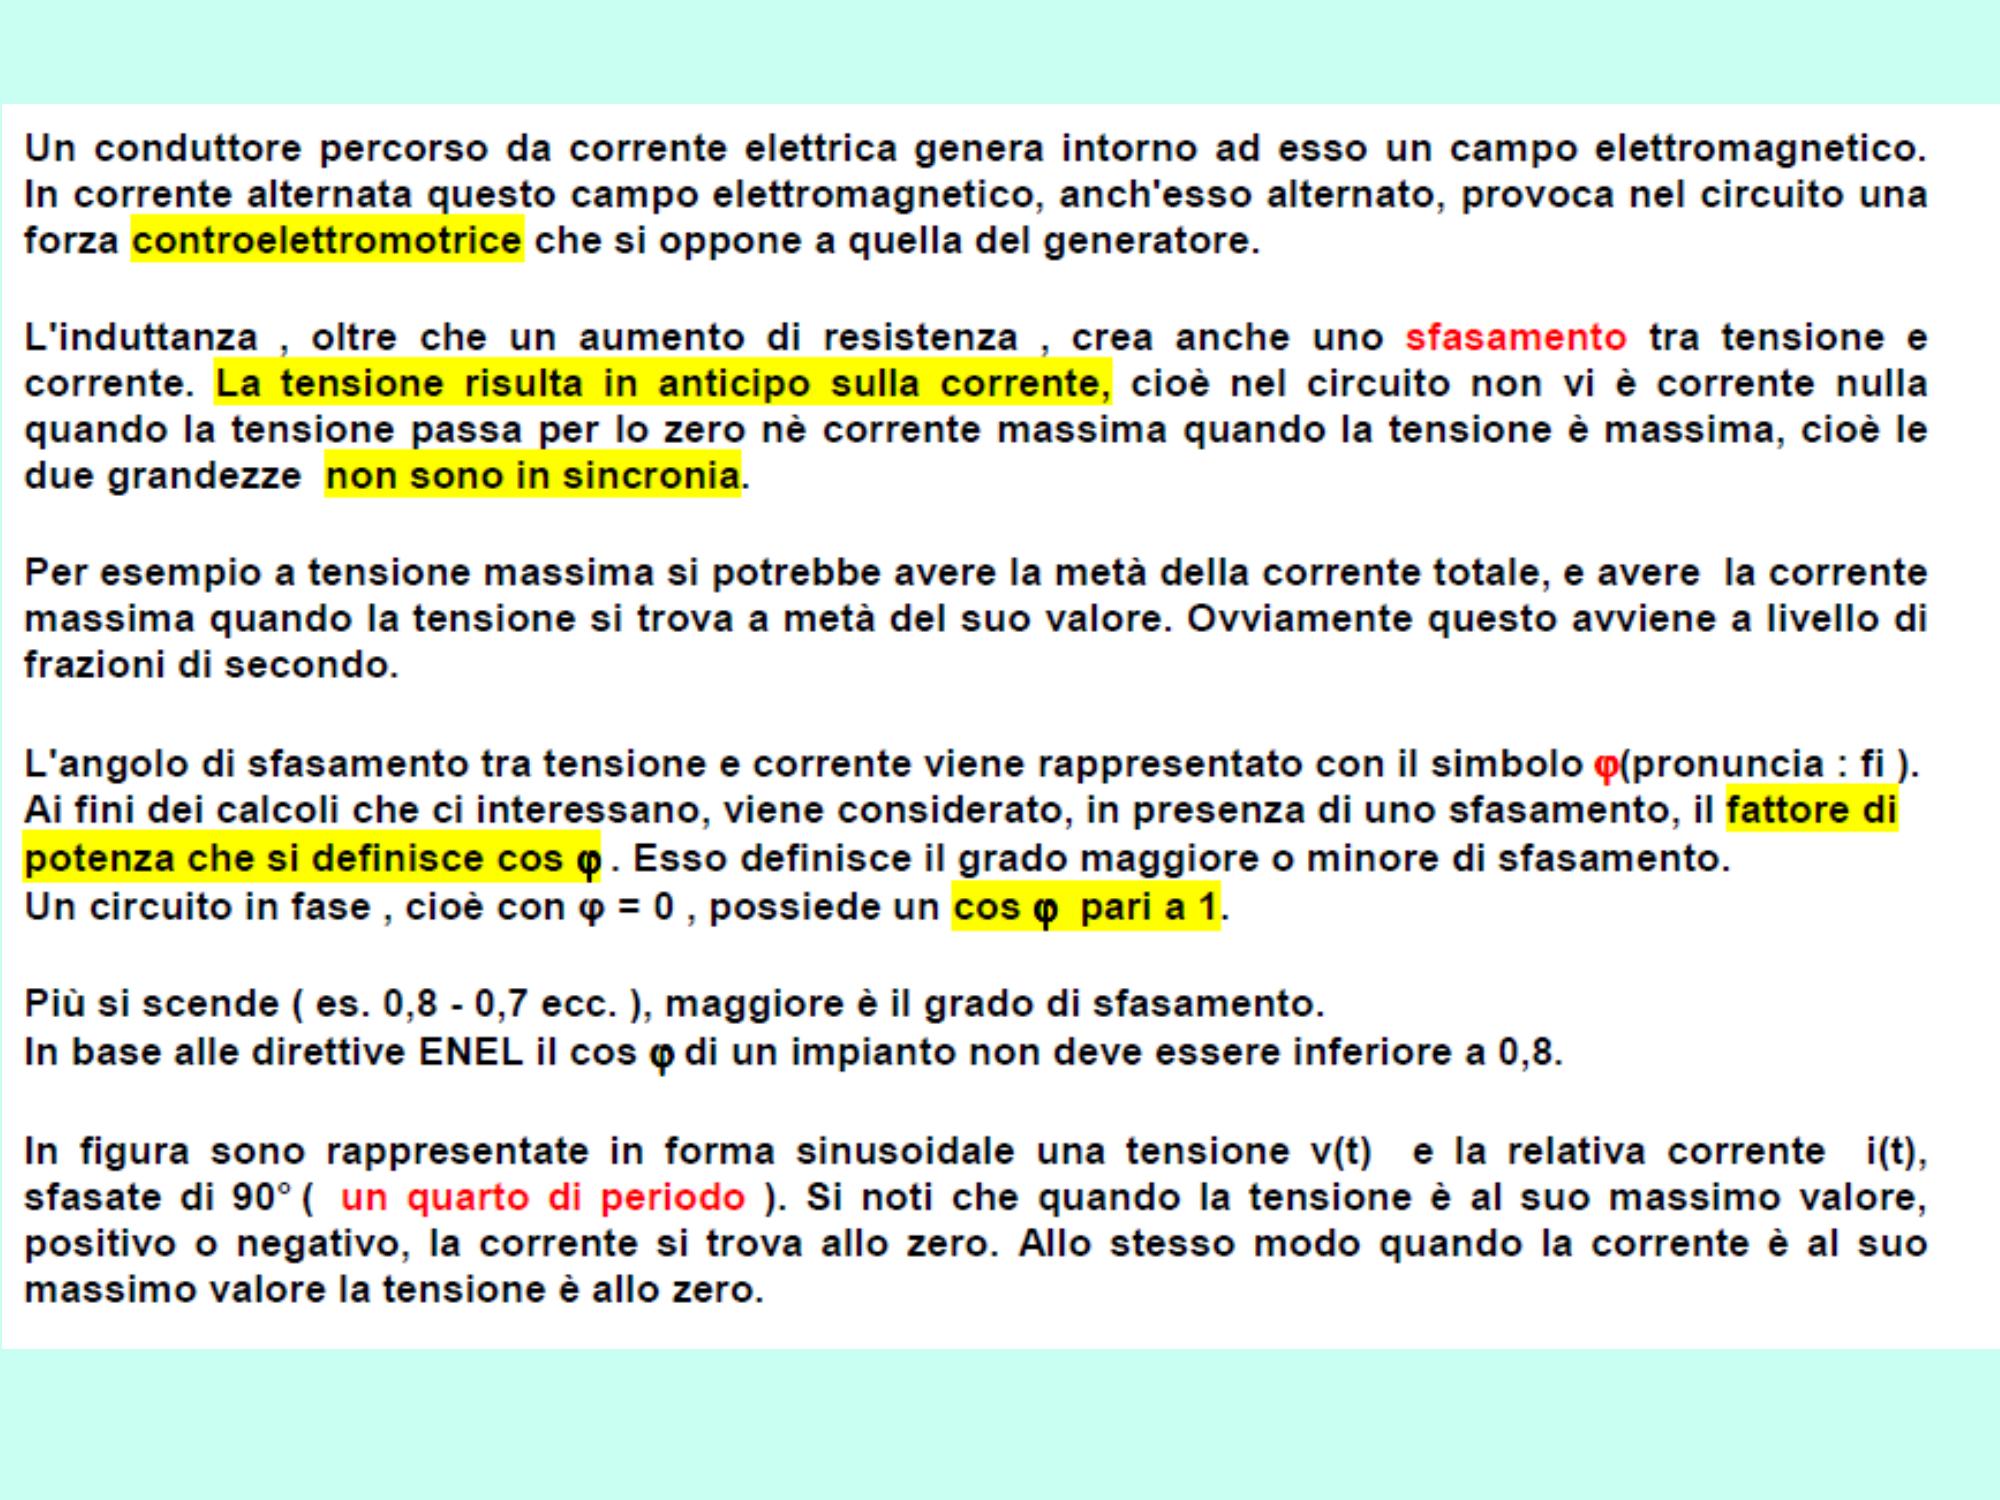 Un conduttore percorso da corrente elettrica genera intorno ad esso un campo elettromagnetico.
In corrente alternata questo campo elettromagnetico, anch'esso alternato, provoca nel circuito una
forza controelettromotrice che si oppone a quella del generatore.
L'induttanza , oltre che un aumento di resistenza , crea anche uno sfasamento tra tensione e
corrente. La tensione risulta in anticipo sulla corrente, cioè nel circuito non vi è corrente nulla
quando la tensione passa per lo zero nè corrente massima quando la tensione è massima, cioè le
due grandezze non sono in sincronia.
Per esempio a tensione massima si potrebbe avere la metà della corrente totale, e avere la corrente
massima quando la tensione si trova a metà del suo valore. Ovviamente questo avviene a livello di
frazioni di secondo.
L'angolo di sfasamento tra tensione e corrente viene rappresentato con il simbolo φ(pronuncia : fi ).
Ai fini dei calcoli che ci interessano, viene considerato, in presenza di uno sfasamento, il fattore di
potenza che si definisce cos φ . Esso definisce il grado maggiore o minore di sfasamento.
Un circuito in fase , cioè con φ = 0 , possiede un cos φ pari a 1.
Più si scende ( es. 0,8 - 0,7 ecc. ), maggiore è il grado di sfasamento.
In base alle direttive ENEL il cos φ di un impianto non deve essere inferiore a 0,8.
In figura sono rappresentate in forma sinusoidale una tensione v(t) e la relativa corrente i(t),
sfasate di 90° ( un quarto di periodo ). Si noti che quando la tensione è al suo massimo valore,
positivo o negativo, la corrente si trova allo zero. Allo stesso modo quando la corrente è al suo
massimo valore la tensione è allo zero.